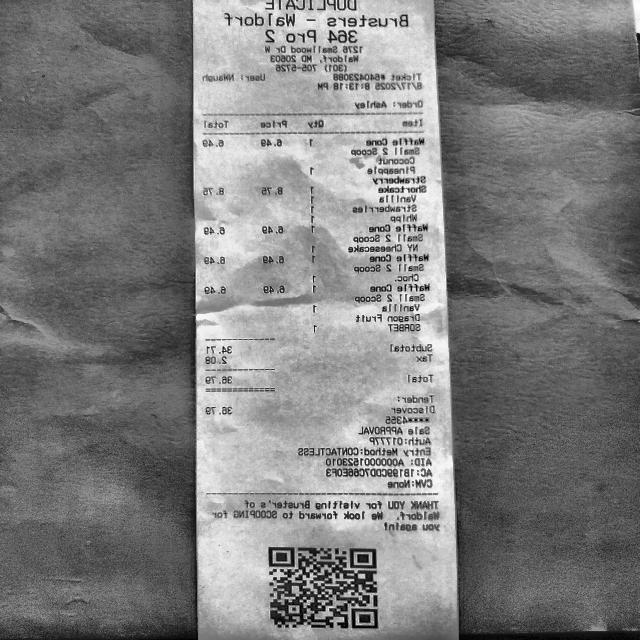 DUPLICATE
Brusters - Waldorf
364 Pro 2
1276 Smallwood Dr W
Waldorf, MD 20603
(301) 705-5726
Ticket #640423088 User: NWaugh
8/17/2025 8:13:18 PM
Order: Ashley
Item Qty Price Total
Waffle Cone 1 6.49 6.49
Small 2 Scoop
Coconut
Pineapple 1
Strawberry
Shortcake 1 8.75 8.75
Vanilla 1
Strawberries 1
Whipp 1
Waffle Cone 1 6.49 6.49
Small 2 Scoop
NY Cheesecake 1
Waffle Cone 1 6.49 6.49
Small 2 Scoop
Choc. 1
Waffle Cone 1 6.49 6.49
Small 2 Scoop
Vanilla 1
Dragon Fruit
SORBET 1
Subtotal 34.71
Tax 2.08
Total 36.79
Tender:
Discover 36.79
****4355
Sale APPROVAL
Auth:01777P
Entry Method:CONTACTLESS
AID: A0000001523010
AC:1B199CDD7C66E0F3
CVM:None
THANK YOU for visiting Bruster's of
Waldorf. We look forward to SCOOPING for
you again!